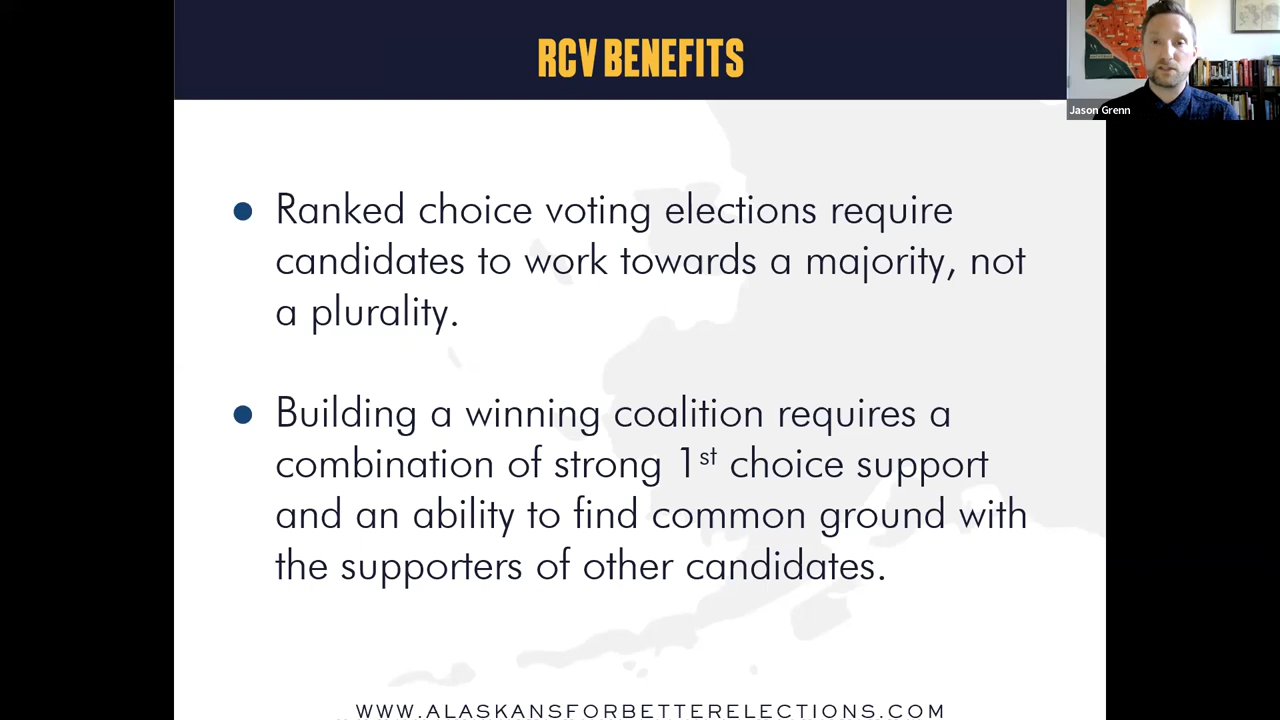 RCV BENEFITS
Jason Grenn
● Ranked choice voting elections require
candidates to work towards a majority, not
a plurality.
● Building a winning coalition requires a
combination of strong 1st choice support
and an ability to find common ground with
the supporters of other candidates.
WWW.ALASKANSFORBETTERELECTIONS.COM